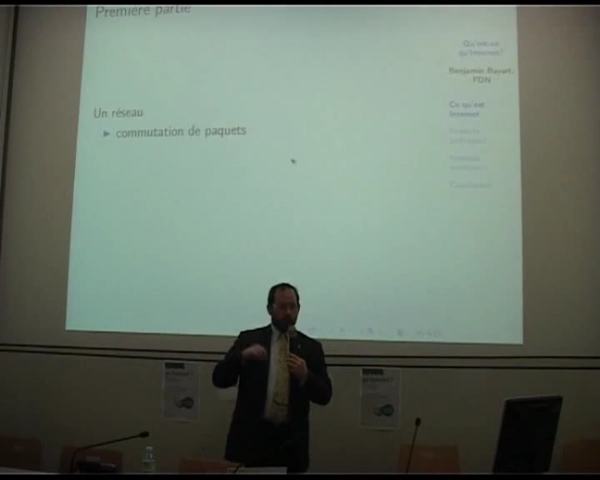 Première partie
Qu'est-ce
qu'Internet?
Benjamin Bayart,
FDN
Un réseau
Ce qu'est
Internet
▶ commutation de paquets